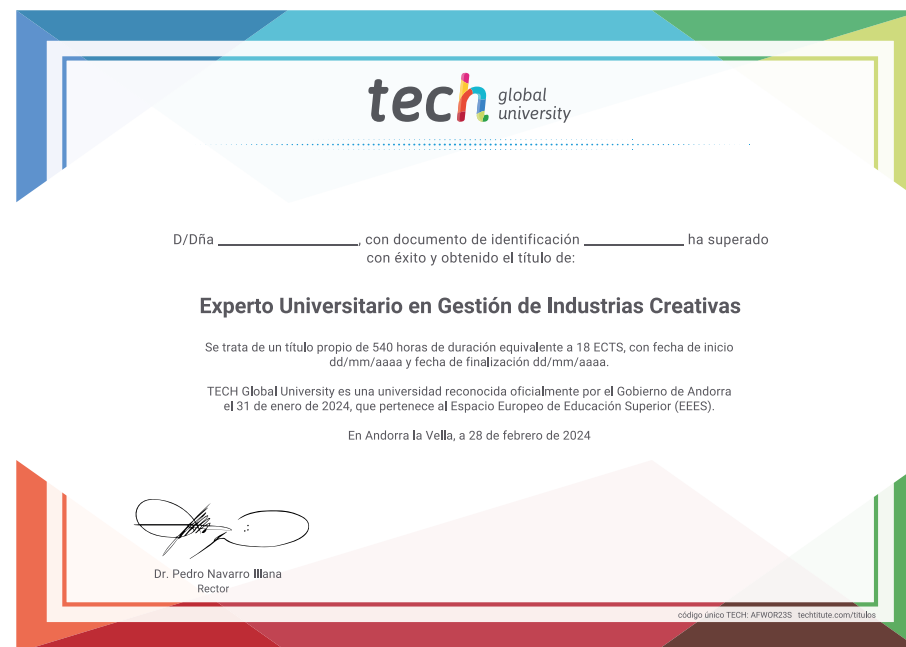 tech global university
D/Dña ____________, con documento de identificación ____________ ha superado
con éxito y obtenido el título de:
Experto Universitario en Gestión de Industrias Creativas
Se trata de un título propio de 540 horas de duración equivalente a 18 ECTS, con fecha de inicio
dd/mm/aaaa y fecha de finalización dd/mm/aaaa.
TECH Global University es una universidad reconocida oficialmente por el Gobierno de Andorra
el 31 de enero de 2024, que pertenece al Espacio Europeo de Educación Superior (EEES).
En Andorra la Vella, a 28 de febrero de 2024
Dr. Pedro Navarro Illana
Rector
código único TECH: AFWOR23S techtitute.com/titulos